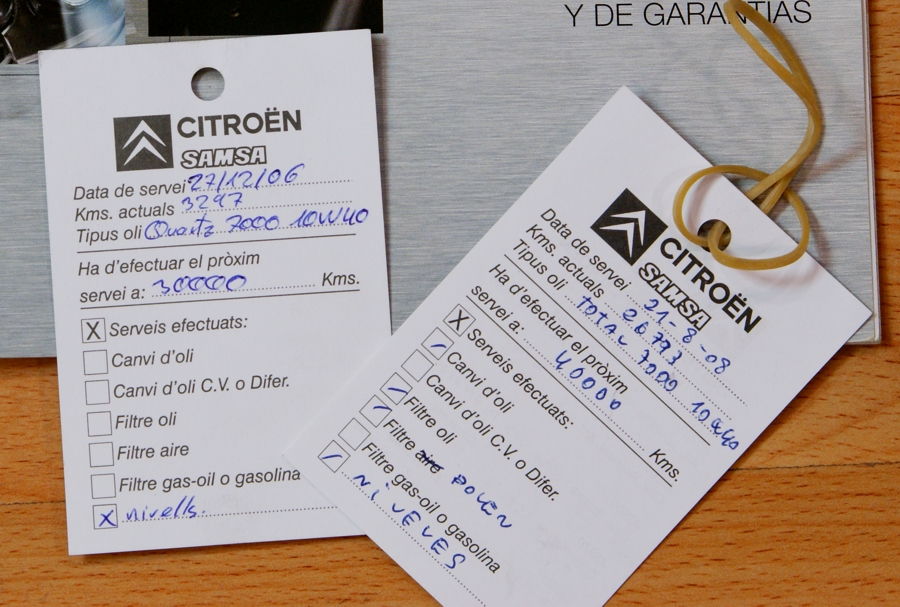 Y DE GARANTIAS
CITROËN
SAMSA
Data de servei 27/12/06
Kms. actuals 3297
Tipus oli Quartz 7000 10W40
Ha d'efectuar el pròxim
servei a: 30000 Kms.
X Serveis efectuats:
Canvi d'oli
Canvi d'oli C.V. o Difer.
Filtre oli
Filtre aire
Filtre gas-oil o gasolina
X nivells.
CITROËN
SAMSA
Data de servei 21-8-08
Kms. actuals 26793
Tipus oli TOTAL 7000 10W40
Ha d'efectuar el pròxim
servei a: 40000 Kms.
X Serveis efectuats:
Canvi d'oli
Canvi d'oli C.V. o Difer.
Filtre oli
Filtre aire POLEN
Filtre gas-oil o gasolina
NIVELES